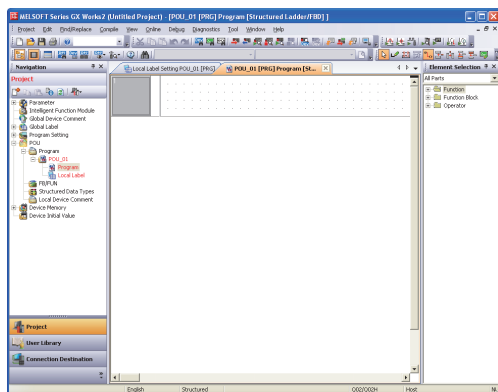 MELSOFT Series GX Works2 (Untitled Project) - [POU_01 [PRG] Program [Structured Ladder/FBD] ]
Project Edit Find/Replace Compile View Online Debug Diagnostics Tool Window Help
Navigation
Project
Parameter
Intelligent Function Module
Global Device Comment
Global Label
Program Setting
POU
Program
POU_01
Program
Local Label
FB/FUN
Structured Data Types
Local Device Comment
Device Memory
Device Initial Value
Project
User Library
Connection Destination
Local Label Setting POU_01 [PRG]
POU_01 [PRG] Program [St...
Element Selection
All Parts
Function
Function Block
Operator
English Structured Q02/Q02H Host